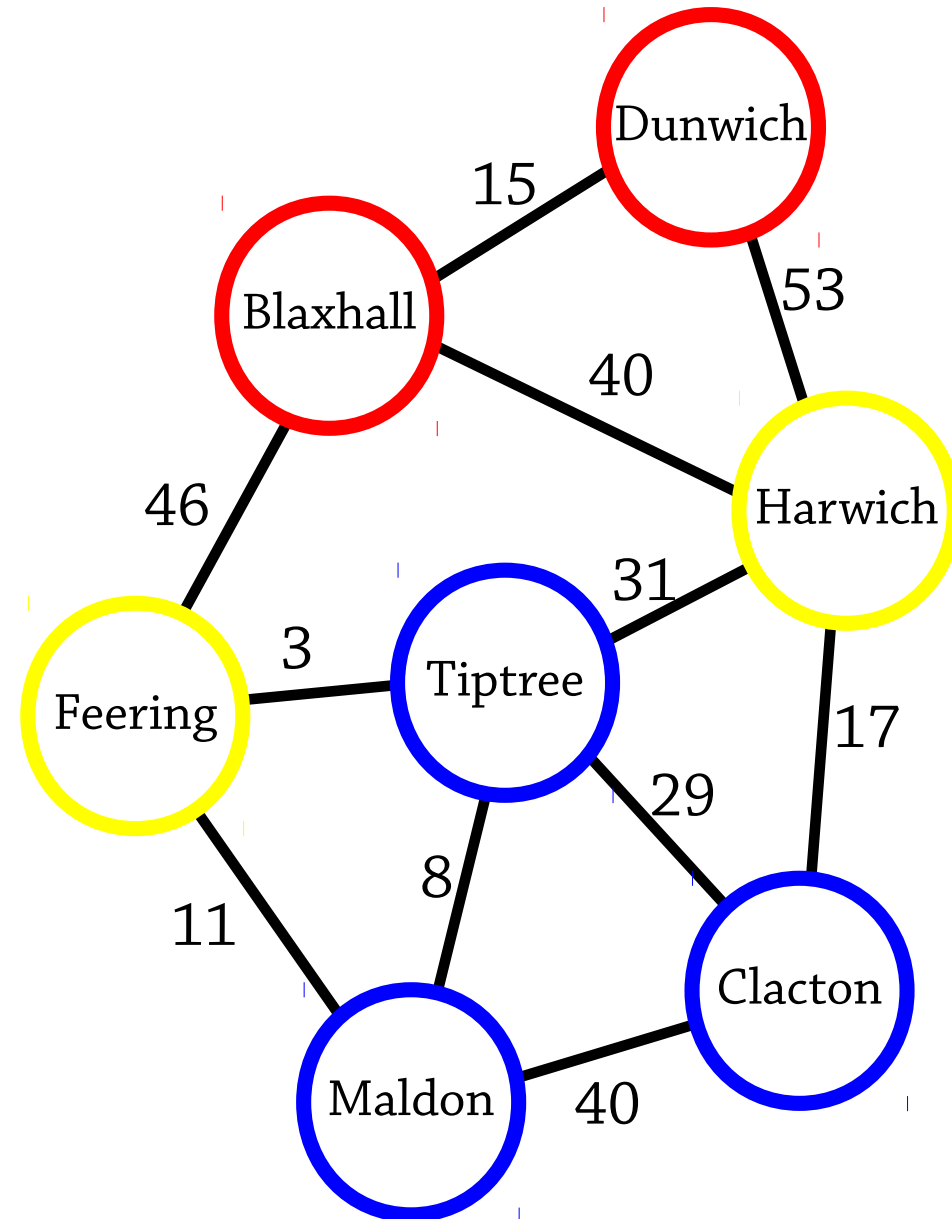 Dunwich
15
53
Blaxhall
40
46
Harwich
31
3
Tiptree
Feering
17
29
8
11
Clacton
Maldon
40